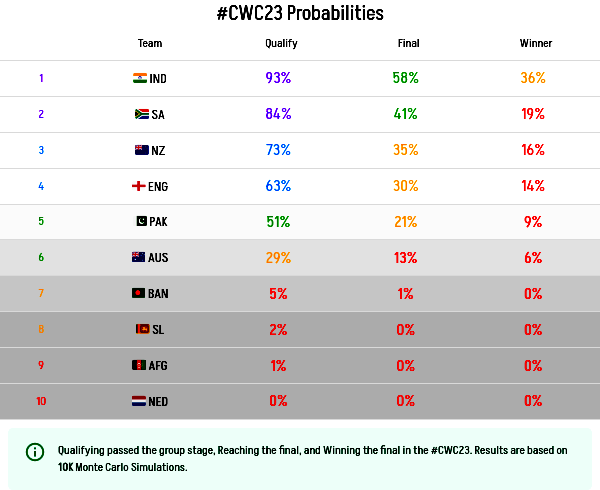 #CWC23 Probabilities
Team Qualify Final Winner
1 IND 93% 58% 36%
2 SA 84% 41% 19%
3 NZ 73% 35% 16%
4 ENG 63% 30% 14%
5 PAK 51% 21% 9%
6 AUS 29% 13% 6%
7 BAN 5% 1% 0%
8 SL 2% 0% 0%
9 AFG 1% 0% 0%
10 NED 0% 0% 0%
Qualifying passed the group stage, Reaching the final, and Winning the final in the #CWC23. Results are based on
10K Monte Carlo Simulations.